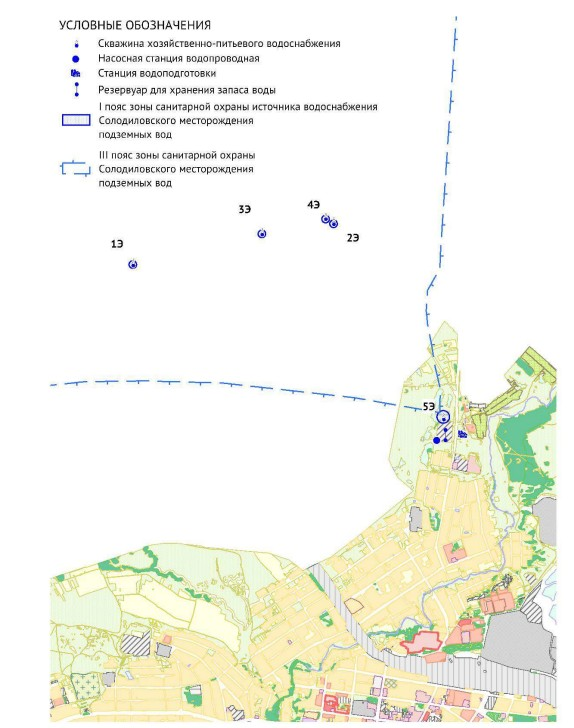 УСЛОВНЫЕ ОБОЗНАЧЕНИЯ
Скважина хозяйственно-питьевого водоснабжения
Насосная станция водопроводная
Станция водоподготовки
Резервуар для хранения запаса воды
I пояс зоны санитарной охраны источника водоснабжения
Солодиловского месторождения
подземных вод
III пояс зоны санитарной охраны
Солодиловского месторождения
подземных вод
4Э
3Э
2Э
1Э
5Э